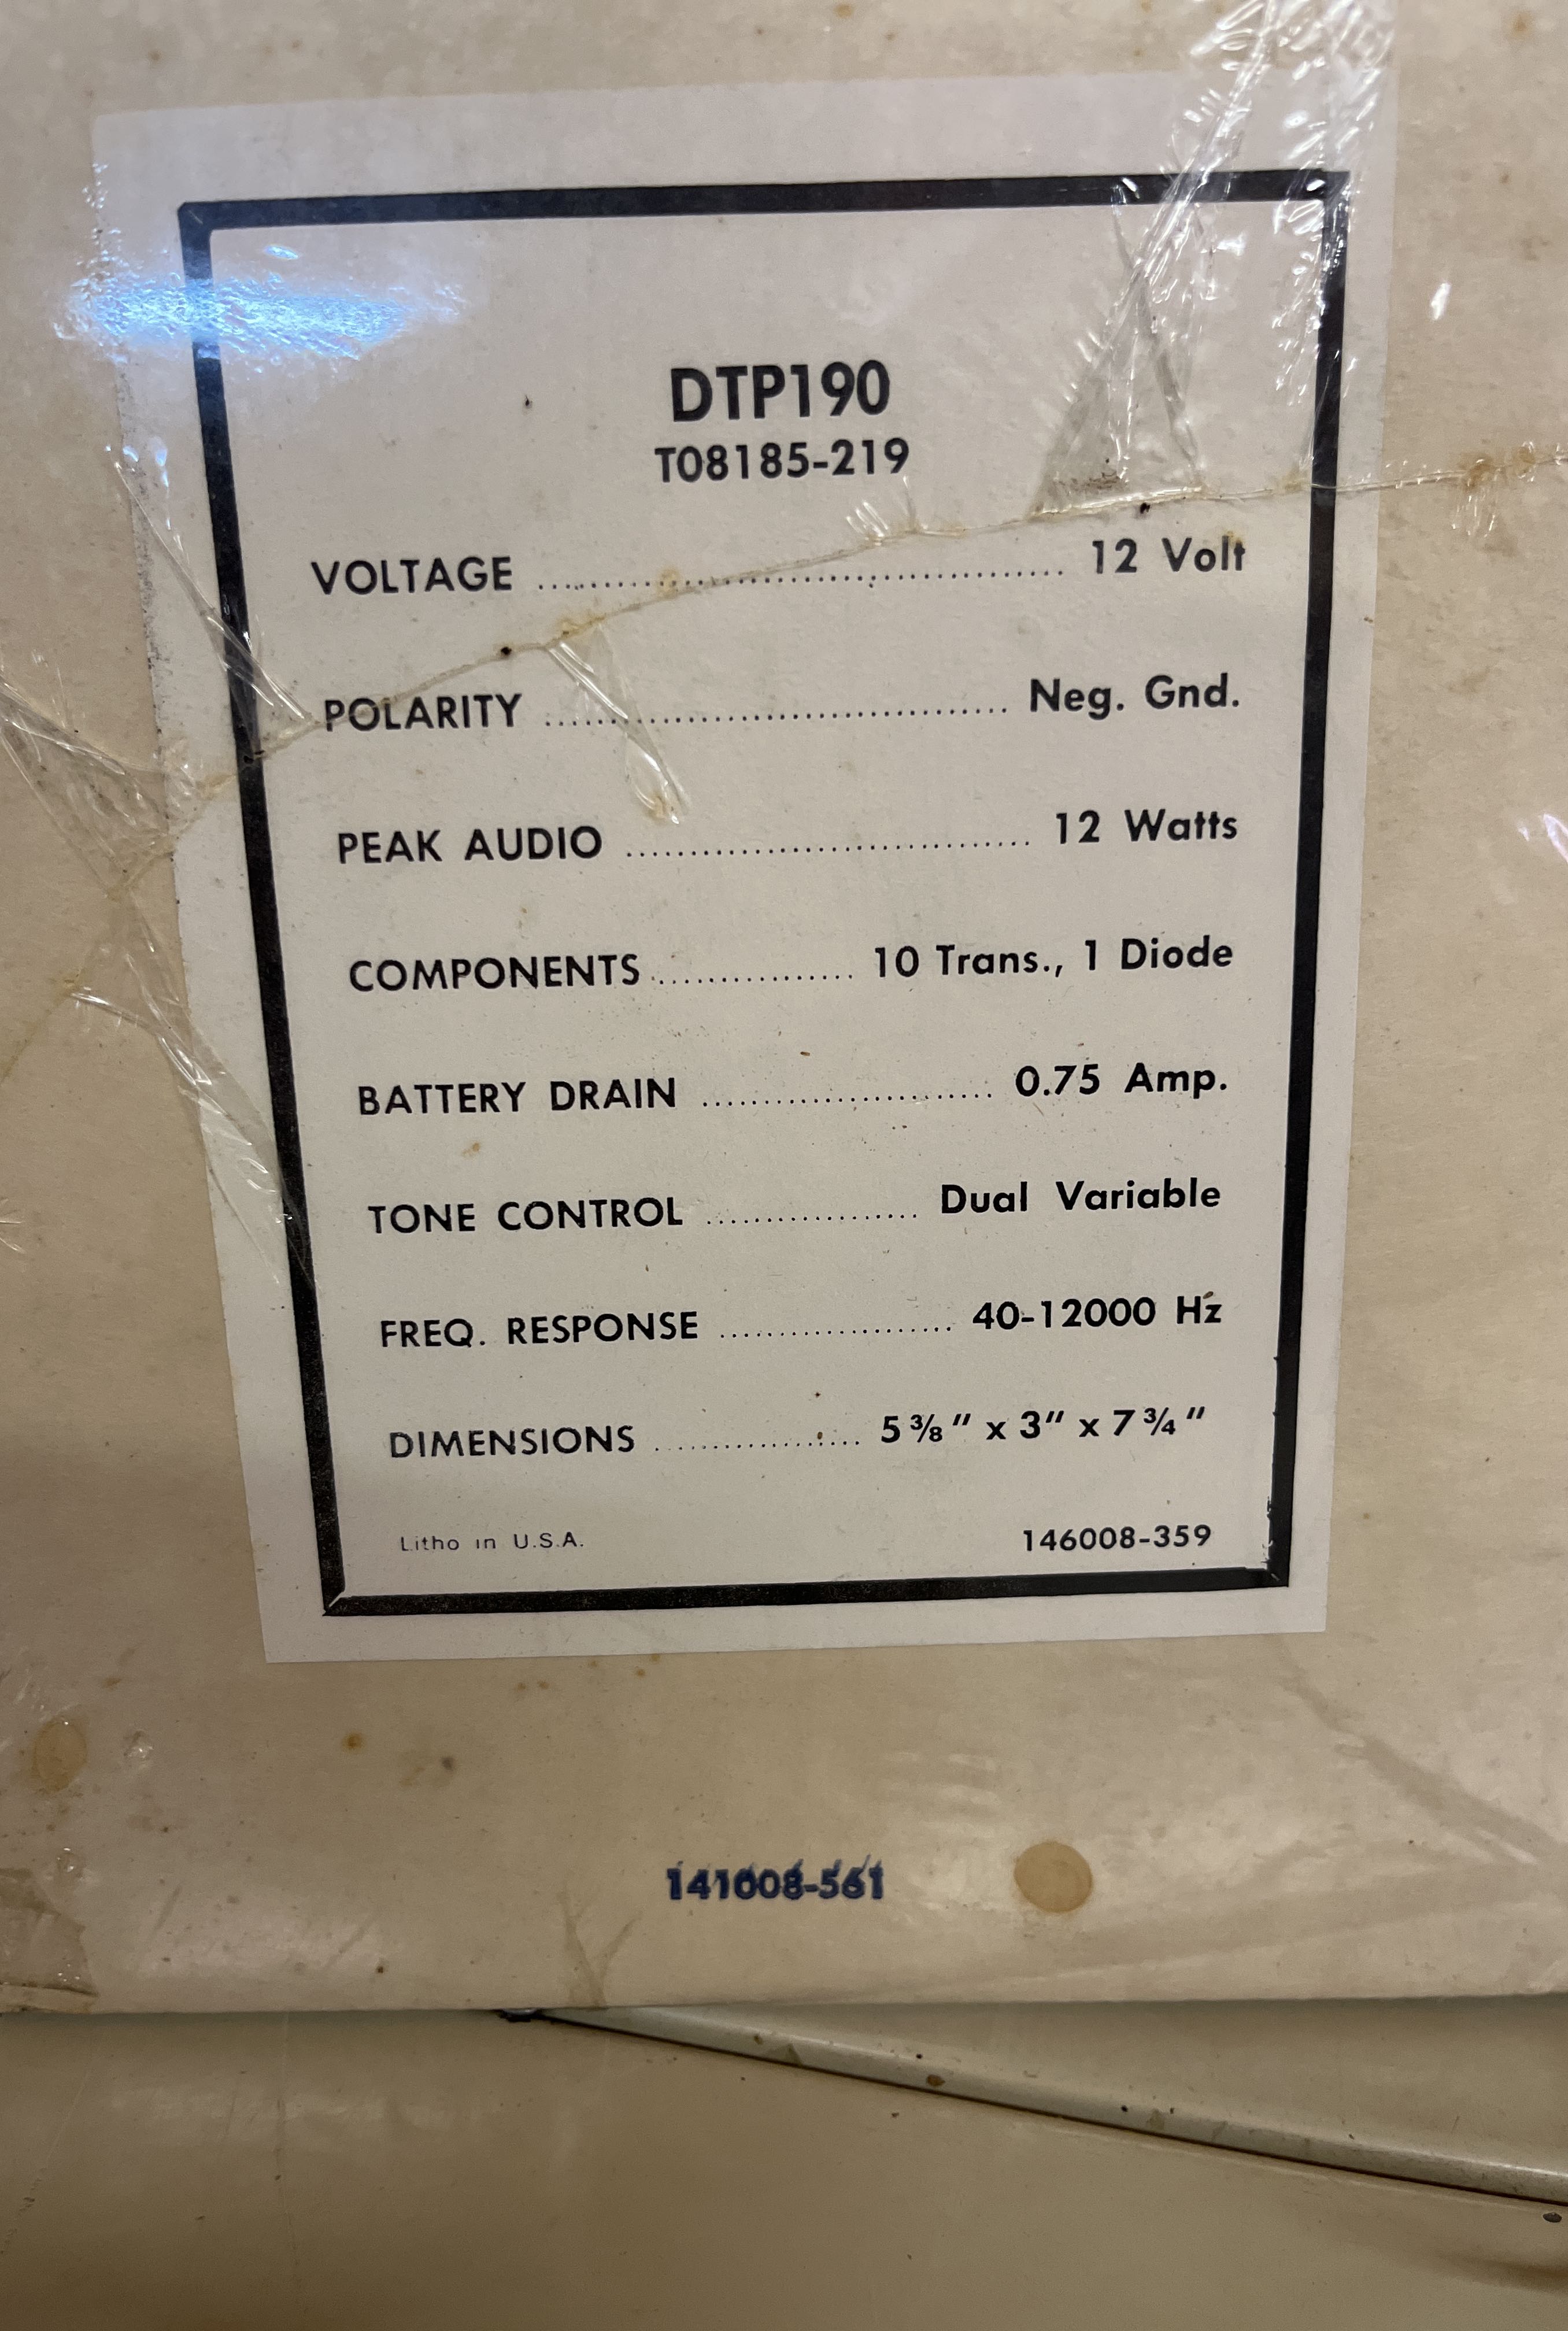 DTP190
T08185-219
VOLTAGE ........................................ 12 Volt
POLARITY .................................... Neg. Gnd.
PEAK AUDIO ................................ 12 Watts
COMPONENTS ................ 10 Trans., 1 Diode
BATTERY DRAIN ....................... 0.75 Amp.
TONE CONTROL ................. Dual Variable
FREQ. RESPONSE ................... 40-12000 Hz
DIMENSIONS ................. 5 3/8" x 3" x 7 3/4"
Litho in U.S.A. 146008-359
141008-561